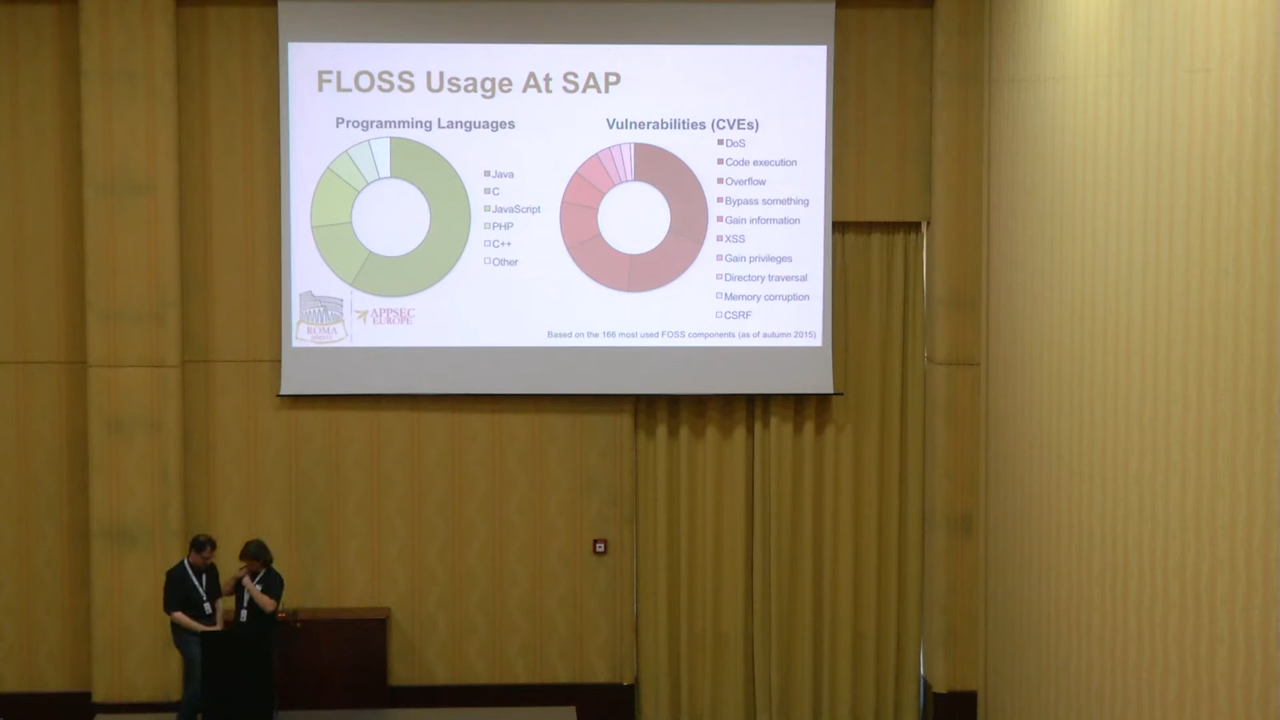 FLOSS Usage At SAP
Programming Languages
Java
C
JavaScript
PHP
C++
Other
Vulnerabilities (CVEs)
DoS
Code execution
Overflow
Bypass something
Gain information
XSS
Gain privileges
Directory traversal
Memory corruption
CSRF
ROMA
APPSEC
EUROPE
Based on the 166 most used FOSS components (as of autumn 2015)